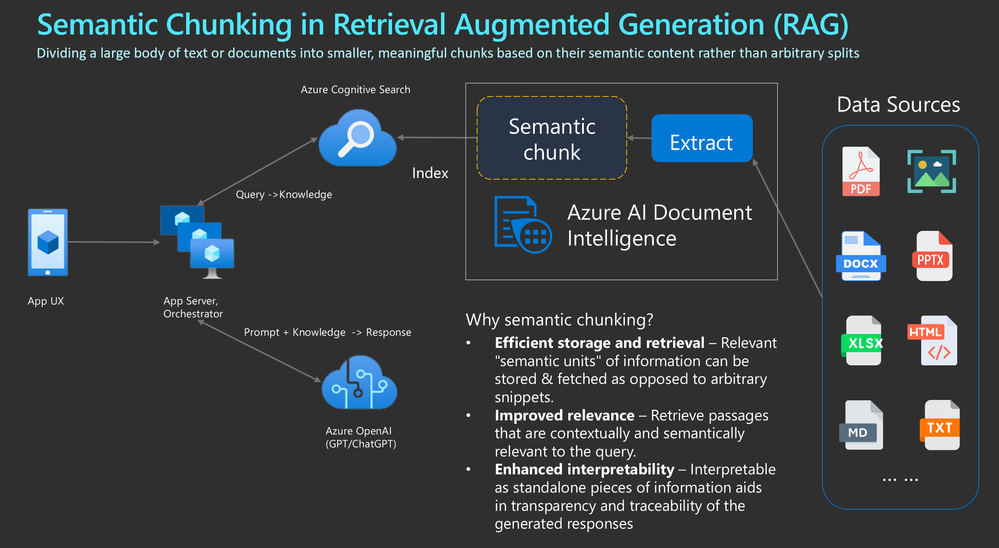 Semantic Chunking in Retrieval Augmented Generation (RAG)
Dividing a large body of text or documents into smaller, meaningful chunks based on their semantic content rather than arbitrary splits
Azure Cognitive Search
Semantic
chunk
Extract
Index
Query ->Knowledge
Azure AI Document
Intelligence
App UX
App Server,
Orchestrator
Prompt + Knowledge -> Response
Azure OpenAI
(GPT/ChatGPT)
Why semantic chunking?
• Efficient storage and retrieval – Relevant
"semantic units" of information can be
stored & fetched as opposed to arbitrary
snippets.
• Improved relevance – Retrieve passages
that are contextually and semantically
relevant to the query.
• Enhanced interpretability – Interpretable
as standalone pieces of information aids
in transparency and traceability of the
generated responses
Data Sources
PDF
DOCX
PPTX
XLSX
HTML
</>
MD
TXT
... ...